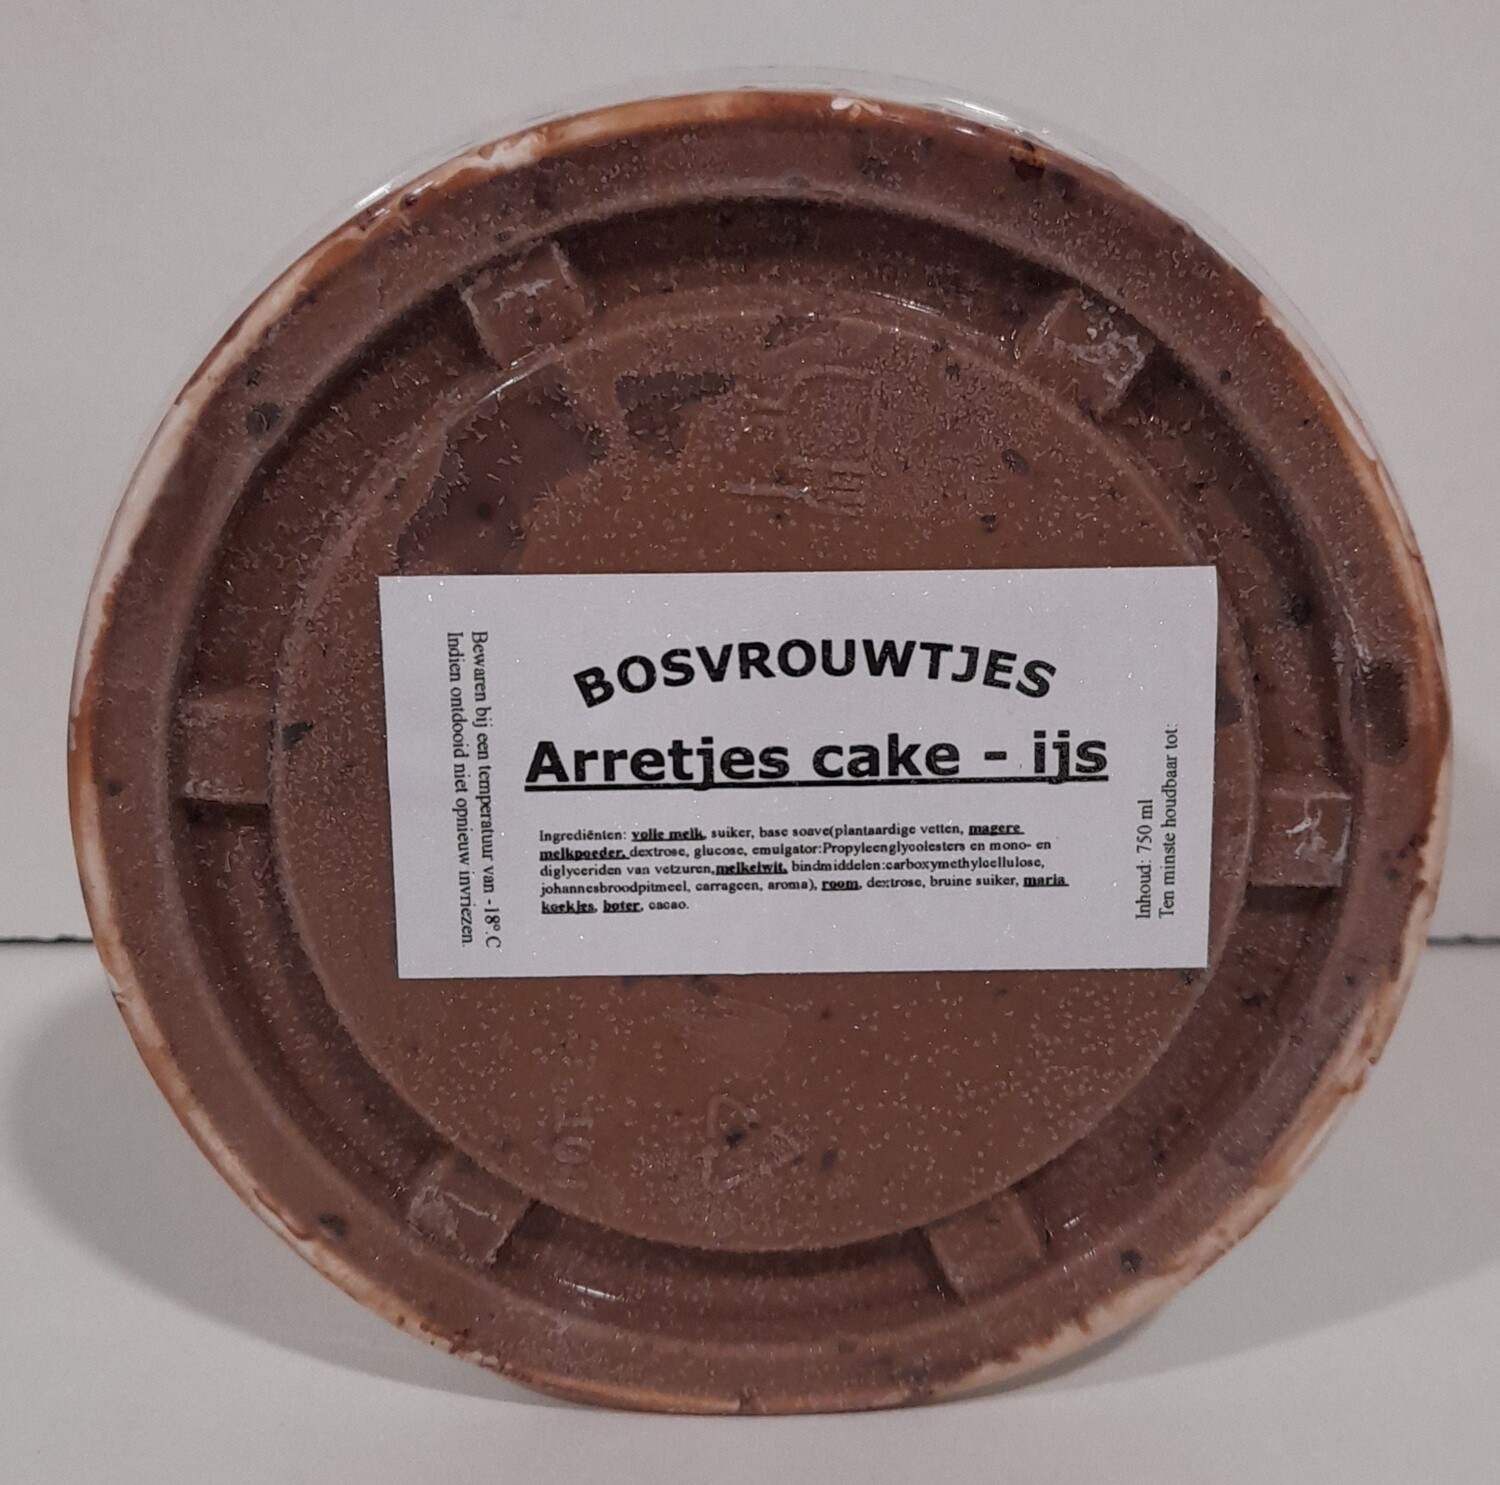 BOSVROUWTJES
Arretjes cake - ijs
Ingrediënten: volle melk, suiker, base soave(plantaardige vetten, magere
melkpoeder, dextrose, glucose, emulgator:Propyleenglycolesters en mono- en
diglyceriden van vetzuren,melkeiwit, bindmiddelen:carboxymethylcellulose,
johannesbroodpitmeel, carrageen, aroma), room, dextrose, bruine suiker, maria
koekjes, boter, cacao.
Bewaren bij een temperatuur van -18°.C
Indien ontdooid niet opnieuw invriezen.
Inhoud: 750 ml
Ten minste houdbaar tot: